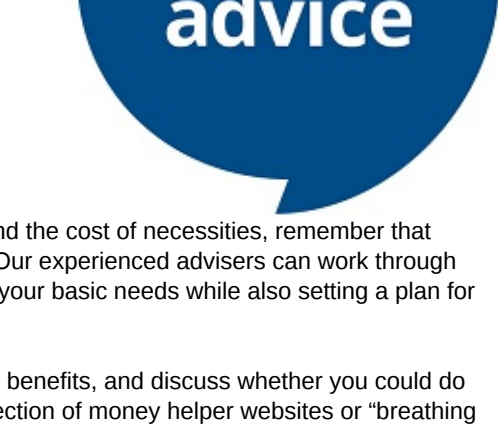 advice
nd the cost of necessities, remember that
Our experienced advisers can work through
your basic needs while also setting a plan for
benefits, and discuss whether you could do
ection of money helper websites or “breathing